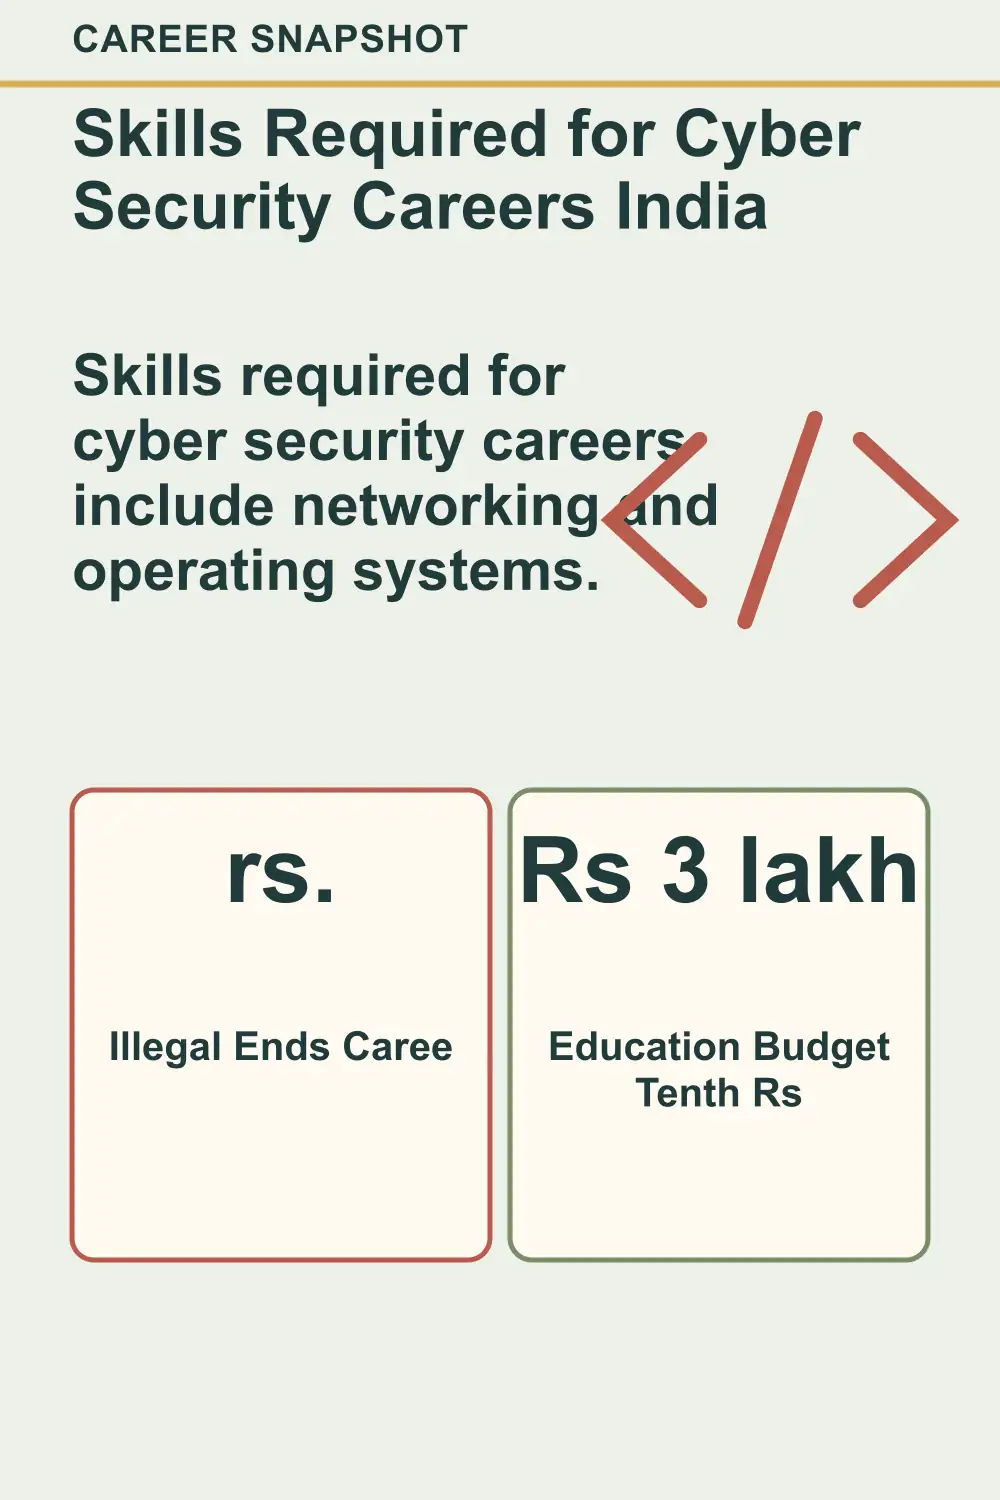 CAREER SNAPSHOT
Skills Required for Cyber
Security Careers India
Skills required for
cyber security careers
include networking and
operating systems.
rs.
Illegal Ends Caree
Rs 3 lakh
Education Budget
Tenth Rs